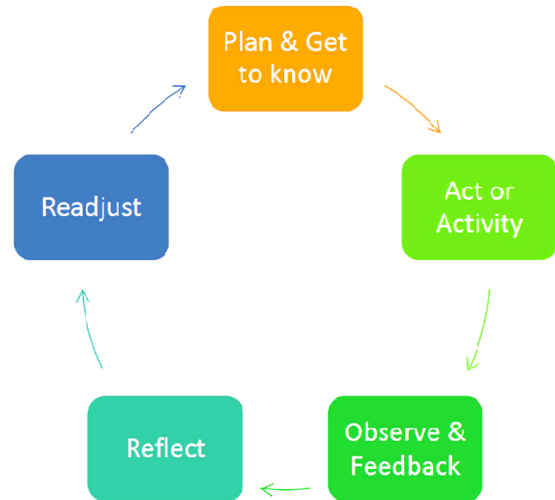 Plan & Get
to know
Act or
Activity
Observe &
Feedback
Reflect
Readjust